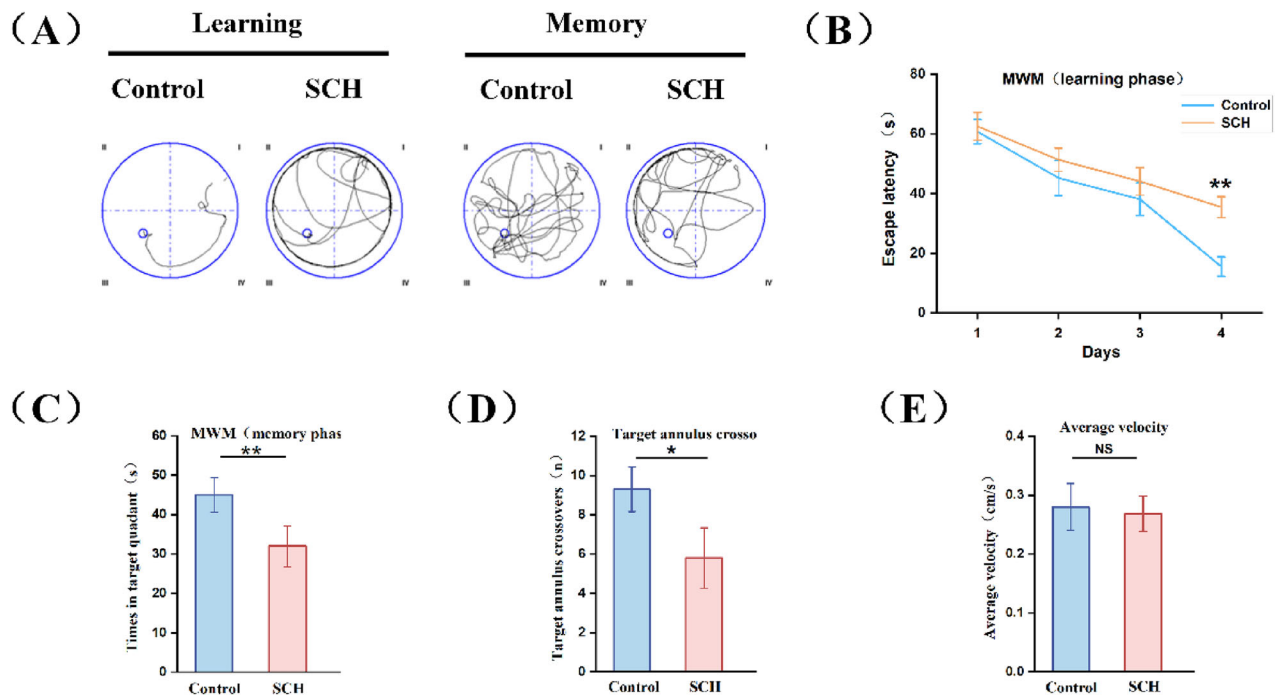 (A)
Learning
Memory
Control
SCH
Control
SCH
II
I
III
IV
II
I
III
IV
II
I
III
IV
II
I
III
IV
(B)
MWM（learning phase）
Control
SCH
Escape latency（s）
80
60
40
20
0
**
1
2
3
4
Days
(C)
MWM（memory phas
**
Times in target quadant（s）
60
50
40
30
20
10
0
Control
SCH
(D)
Target annulus crosso
*
Target annulus crossovers（n）
12
10
8
6
4
2
0
Control
SCH
(E)
Average velocity
NS
Average velocity（cm/s）
0.4
0.3
0.2
0.1
0.0
Control
SCH